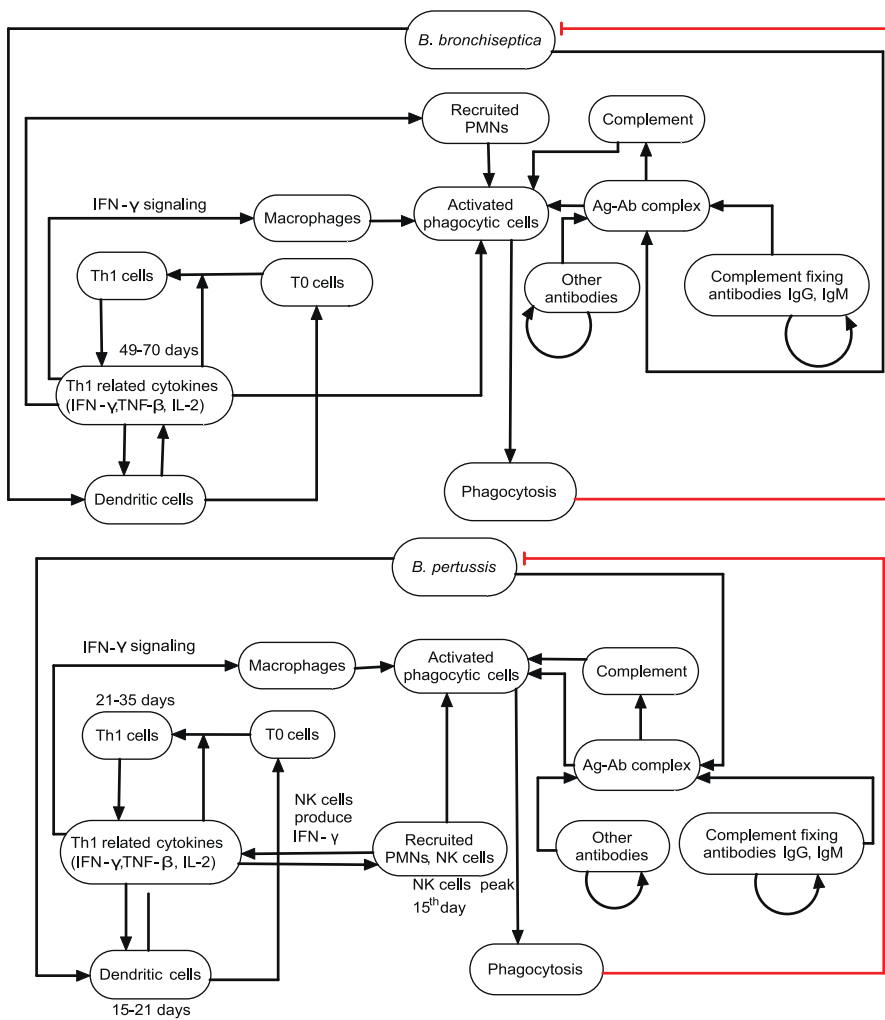 B. bronchiseptica
Recruited
PMNs
Complement
IFN-γ signaling
Macrophages
Activated
phagocytic cells
Ag-Ab complex
Th1 cells
T0 cells
Other
antibodies
Complement fixing
antibodies IgG, IgM
49-70 days
Th1 related cytokines
(IFN-γ,TNF-β, IL-2)
Dendritic cells
Phagocytosis
B. pertussis
IFN-γ signaling
Macrophages
Activated
phagocytic cells
Complement
21-35 days
Th1 cells
T0 cells
Ag-Ab complex
NK cells
produce
IFN- γ
Th1 related cytokines
(IFN-γ,TNF-β, IL-2)
Recruited
PMNs, NK cells
Other
antibodies
Complement fixing
antibodies IgG, IgM
NK cells peak
15th day
Dendritic cells
Phagocytosis
15-21 days